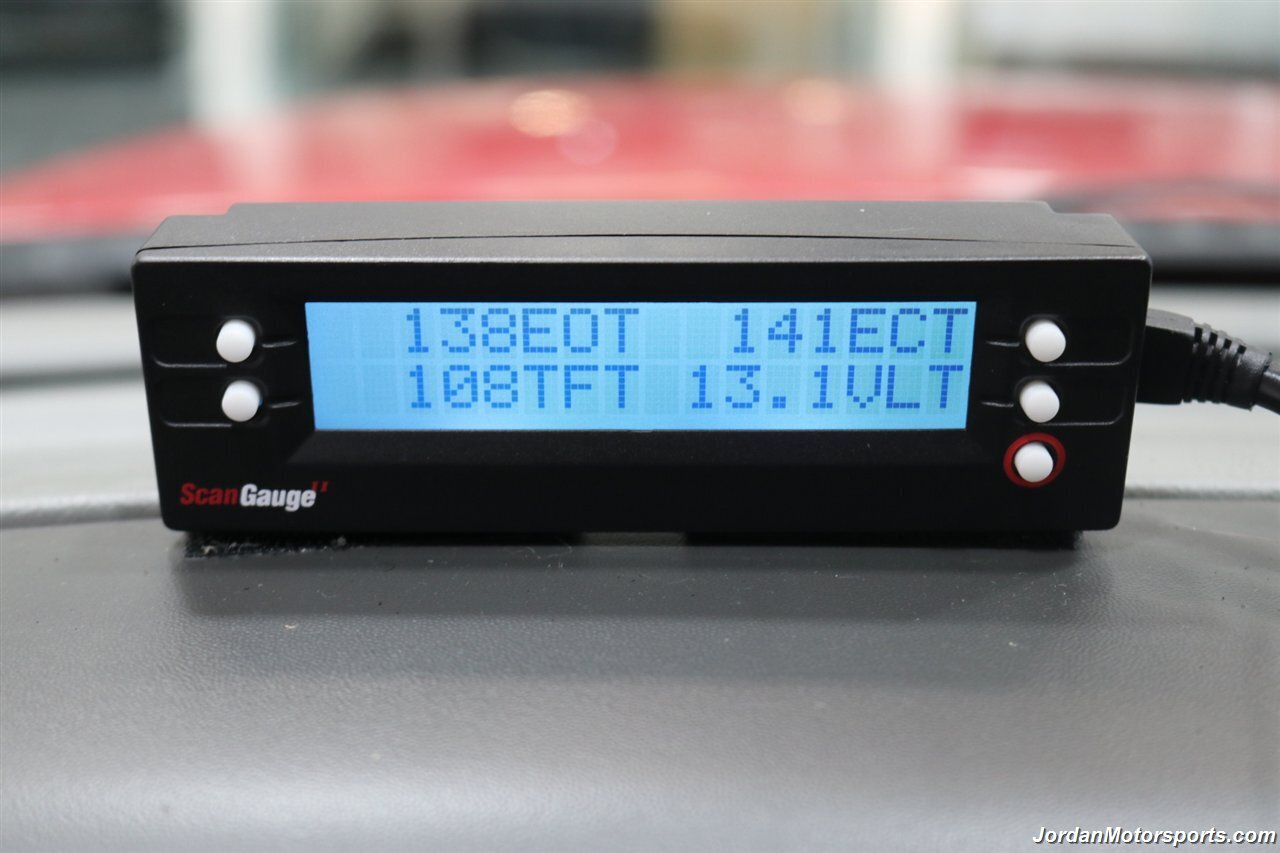 138EOT 141ECT
108TFT 13.1VLT
ScanGauge II
JordanMotorsports.com